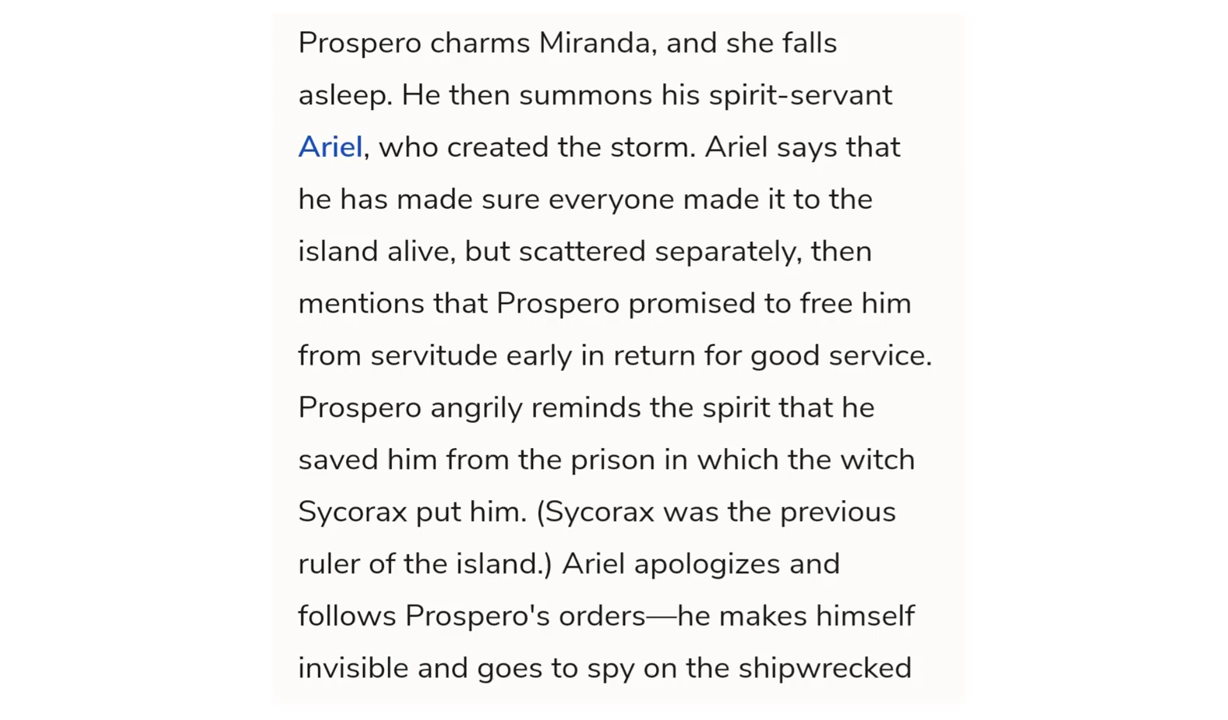 Prospero charms Miranda, and she falls
asleep. He then summons his spirit-servant
Ariel, who created the storm. Ariel says that
he has made sure everyone made it to the
island alive, but scattered separately, then
mentions that Prospero promised to free him
from servitude early in return for good service.
Prospero angrily reminds the spirit that he
saved him from the prison in which the witch
Sycorax put him. (Sycorax was the previous
ruler of the island.) Ariel apologizes and
follows Prospero's orders—he makes himself
invisible and goes to spy on the shipwrecked